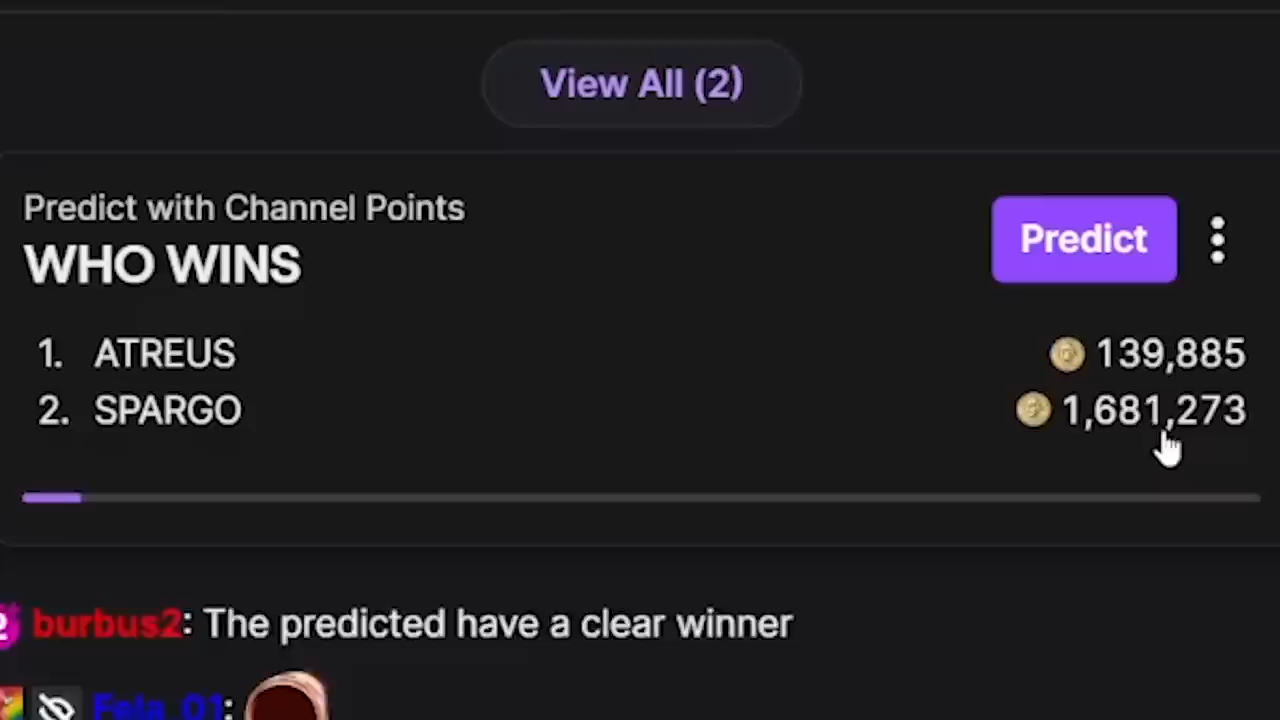 View All (2)
Predict with Channel Points
WHO WINS
Predict
1. ATREUS 139,885
2. SPARGO 1,681,273
burbus2: The predicted have a clear winner
Fela_01: